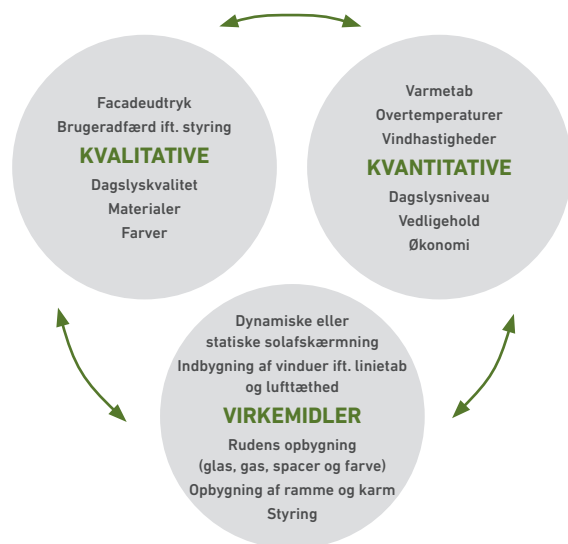 Facadeudtryk
Brugeradfærd ift. styring
KVALITATIVE
Dagslyskvalitet
Materialer
Farver
Varmetab
Overtemperaturer
Vindhastigheder
KVANTITATIVE
Dagslysniveau
Vedligehold
Økonomi
Dynamiske eller
statiske solafskærmning
Indbygning af vinduer ift. linietab
og lufttæthed
VIRKEMIDLER
Rudens opbygning
(glas, gas, spacer og farve)
Opbygning af ramme og karm
Styring